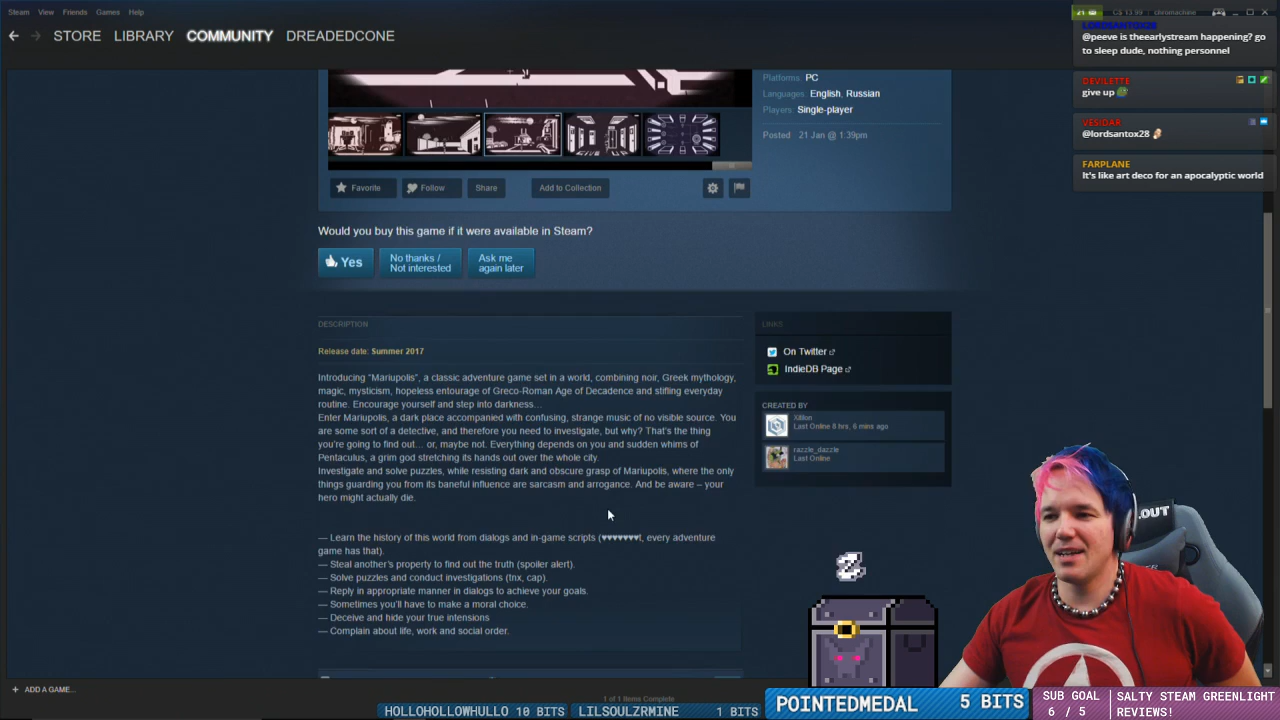 Steam View Friends Games Help
STORE LIBRARY COMMUNITY DREADEDCONE
@peeve is theearlystream happening? go
to sleep dude, nothing personnel
DEVILETTE
give up
VESIDAR
@lordsantox28
FARPLANE
It's like art deco for an apocalyptic world
Platforms: PC
Languages: English, Russian
Players: Single-player
Posted 21 Jan @ 1:39pm
Favorite Follow Share Add to Collection
Would you buy this game if it were available in Steam?
Yes
No thanks /
Not interested
Ask me
again later
DESCRIPTION
Release date: Summer 2017
Introducing "Mariupolis", a classic adventure game set in a world, combining noir, Greek mythology,
magic, mysticism, hopeless entourage of Greco-Roman Age of Decadence and stifling everyday
routine. Encourage yourself and step into darkness...
Enter Mariupolis, a dark place accompanied with confusing, strange music of no visible source. You
are some sort of a detective, and therefore you need to investigate, but why? That's the thing
you're going to find out... or, maybe not. Everything depends on you and sudden whims of
Pentaculus, a grim god stretching its hands out over the whole city.
Investigate and solve puzzles, while resisting dark and obscure grasp of Mariupolis, where the only
things guarding you from its baneful influence are sarcasm and arrogance. And be aware – your
hero might actually die.
— Learn the history of this world from dialogs and in-game scripts (♥♥♥♥♥♥♥t, every adventure
game has that).
— Steal another's property to find out the truth (spoiler alert).
— Solve puzzles and conduct investigations (tnx, cap).
— Reply in appropriate manner in dialogs to achieve your goals.
— Sometimes you'll have to make a moral choice.
— Deceive and hide your true intensions
— Complain about life, work and social order.
LINKS
On Twitter
IndieDB Page
CREATED BY
Last Online 8 hrs, 6 mins ago
razzle_dazzle
Last Online
.OUT
+ ADD A GAME...
1 of 1 Items Complete
HOLLOHOLLOWHULLO 10 BITS LILSOULZRMINE 1 BITS
POINTEDMEDAL 5 BITS
SUB GOAL
6 / 5
SALTY STEAM GREENLIGHT
REVIEWS!